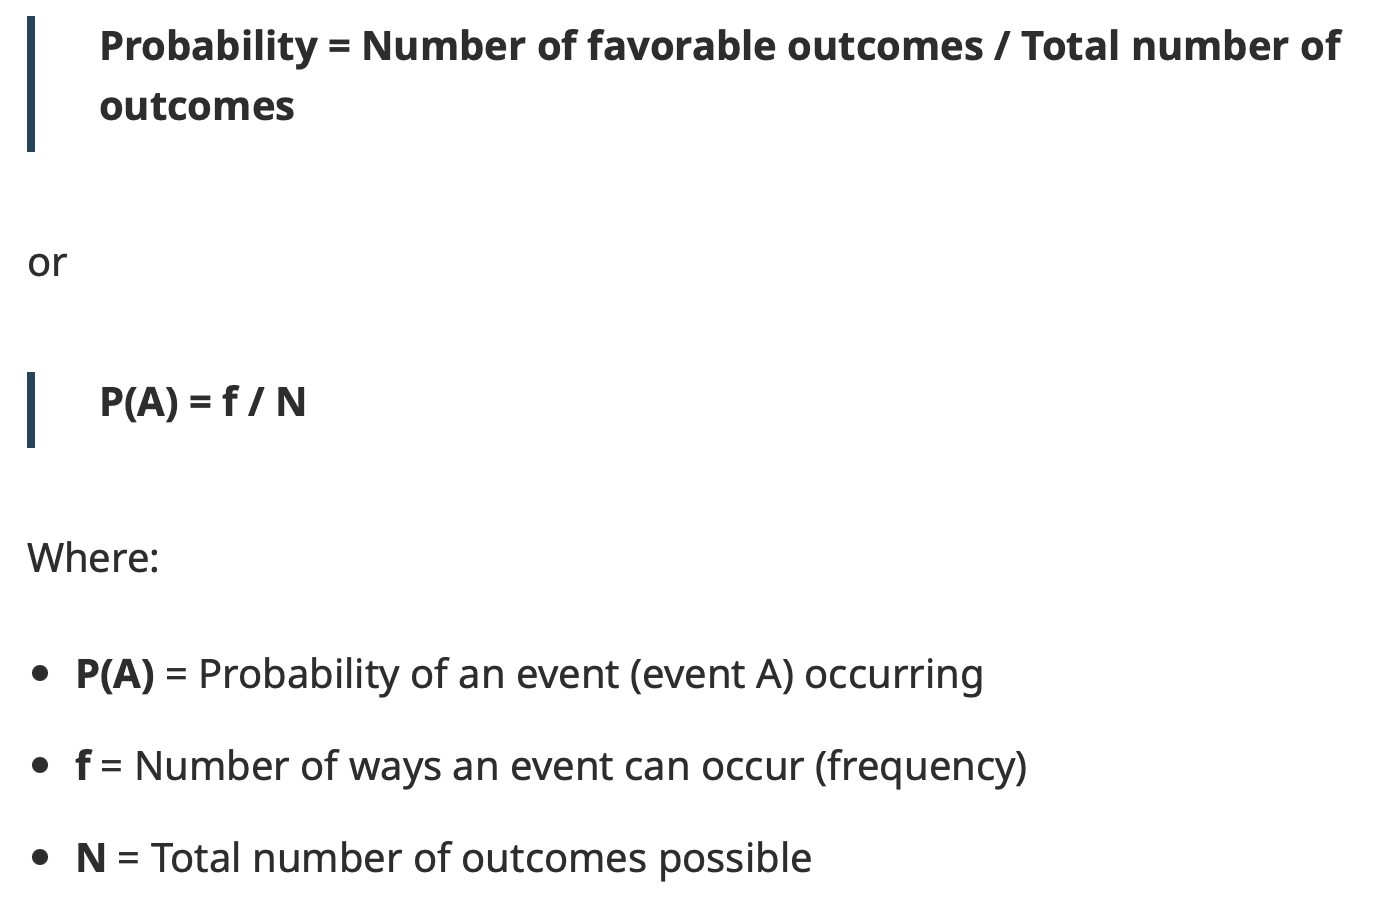 Probability = Number of favorable outcomes / Total number of
outcomes
or
P(A) = f / N
Where:
• P(A) = Probability of an event (event A) occurring
• f = Number of ways an event can occur (frequency)
• N = Total number of outcomes possible